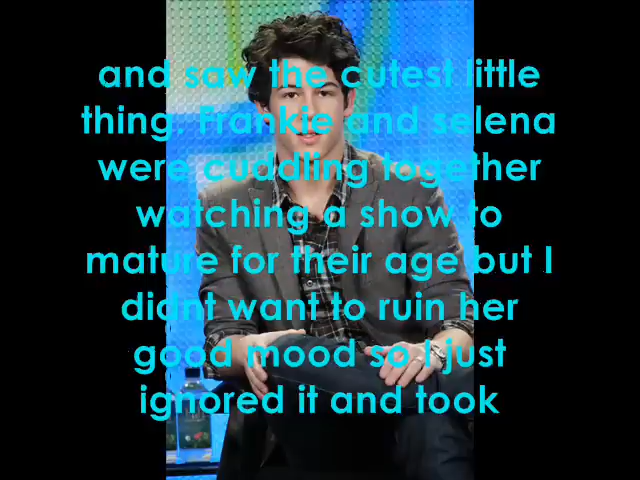 and saw the cutest little
thing. Frankie and selena
were cuddling together
watching a show to
mature for their age but I
didnt want to ruin her
good mood so I just
ignored it and took